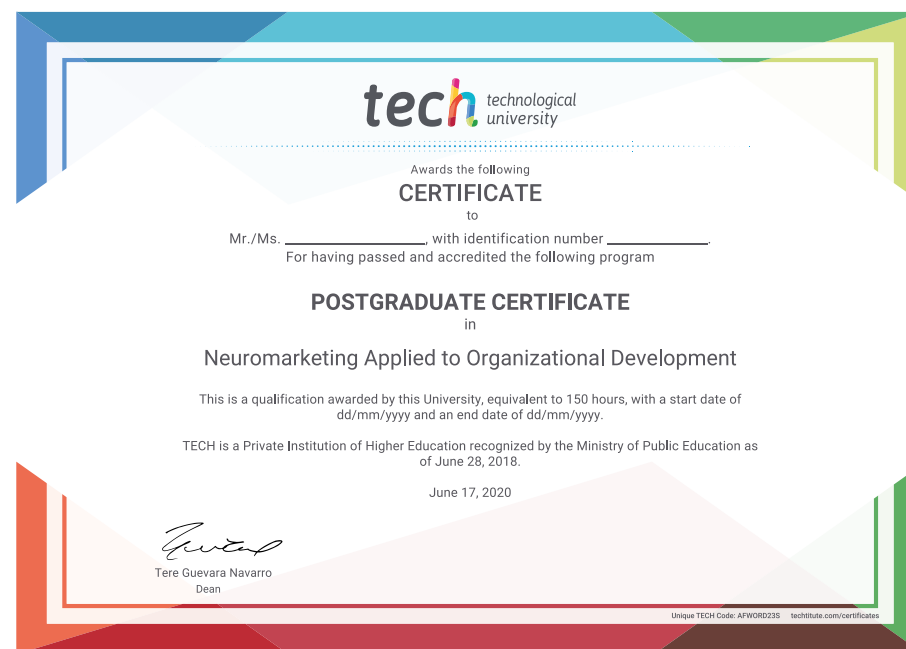 tech technological
university
Awards the following
CERTIFICATE
to
Mr./Ms. ____________________, with identification number ______________.
For having passed and accredited the following program
POSTGRADUATE CERTIFICATE
in
Neuromarketing Applied to Organizational Development
This is a qualification awarded by this University, equivalent to 150 hours, with a start date of
dd/mm/yyyy and an end date of dd/mm/yyyy.
TECH is a Private Institution of Higher Education recognized by the Ministry of Public Education as
of June 28, 2018.
June 17, 2020
Tere Guevara Navarro
Dean
Unique TECH Code: AFWORD23S techtitute.com/certificates